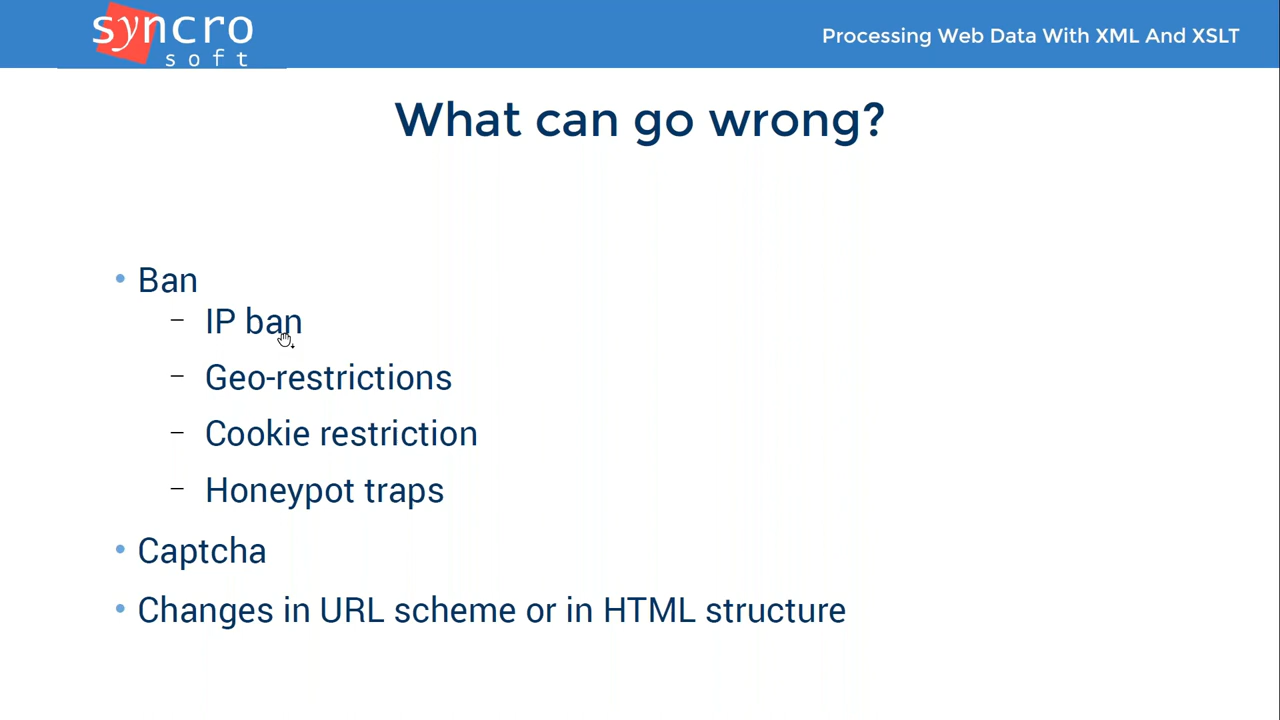 syncro
soft
Processing Web Data With XML And XSLT
What can go wrong?
• Ban
– IP ban
– Geo-restrictions
– Cookie restriction
– Honeypot traps
• Captcha
• Changes in URL scheme or in HTML structure